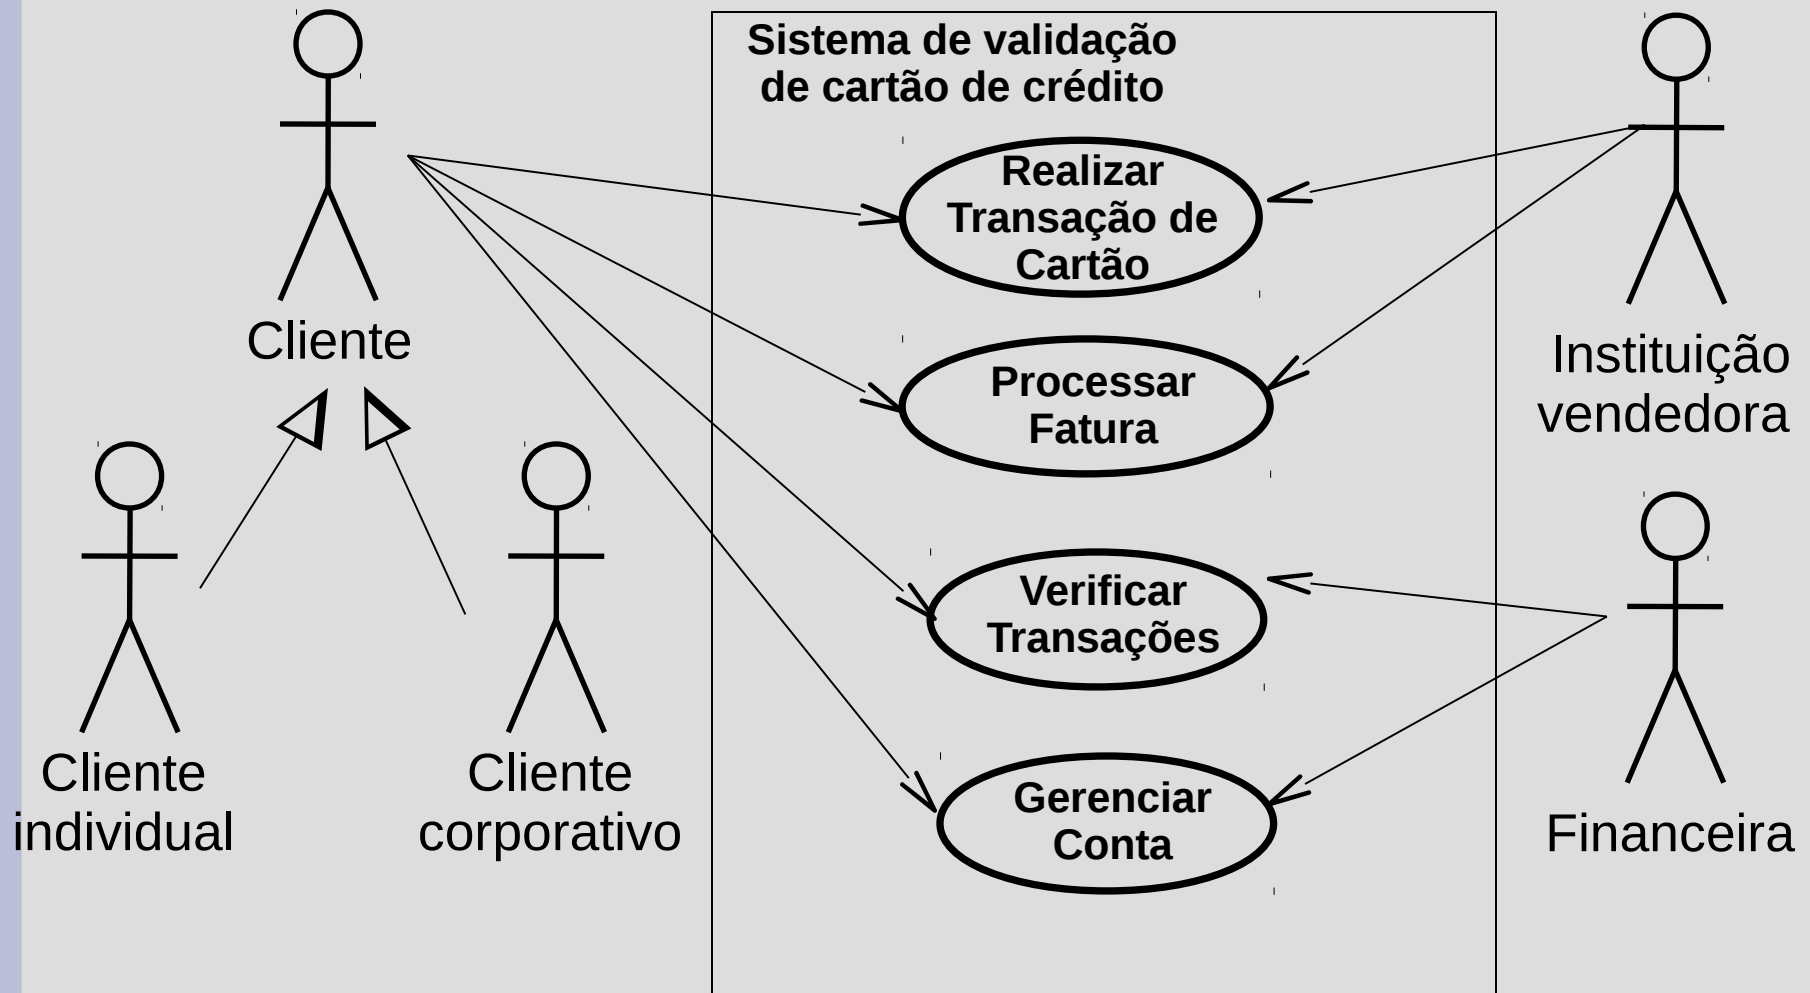 Sistema de validação
de cartão de crédito
Realizar
Transação de
Cartão
Cliente
Instituição
vendedora
Processar
Fatura
Verificar
Transações
Cliente
individual
Cliente
corporativo
Gerenciar
Conta
Financeira